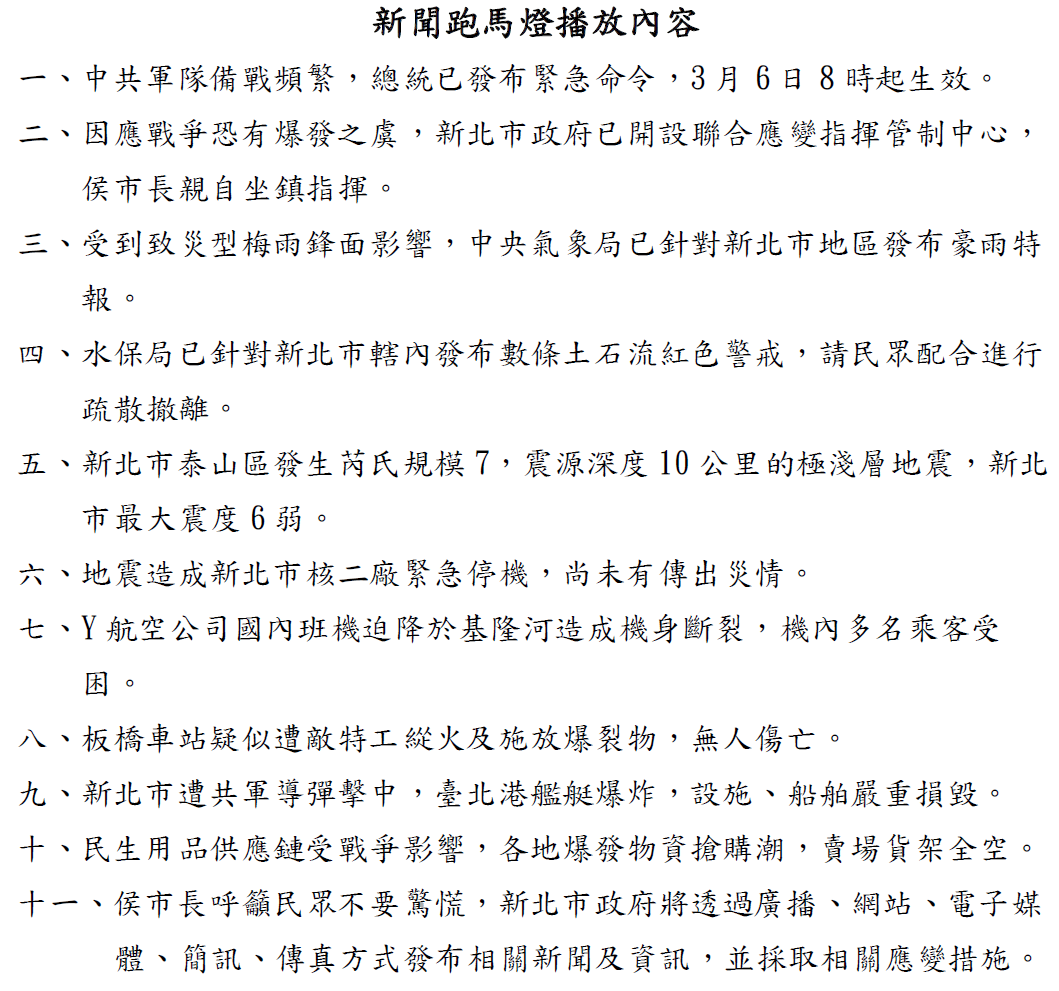 新聞跑馬燈播放內容
一、中共軍隊備戰頻繁，總統已發布緊急命令，3月6日8時起生效。
二、因應戰爭恐有爆發之虞，新北市政府已開設聯合應變指揮管制中心，
侯市長親自坐鎮指揮。
三、受到致災型梅雨鋒面影響，中央氣象局已針對新北市地區發布豪雨特
報。
四、水保局已針對新北市轄內發布數條土石流紅色警戒，請民眾配合進行
疏散撤離。
五、新北市泰山區發生芮氏規模7，震源深度10公里的極淺層地震，新北
市最大震度6弱。
六、地震造成新北市核二廠緊急停機，尚未有傳出災情。
七、Y航空公司國內班機迫降於基隆河造成機身斷裂，機內多名乘客受
困。
八、板橋車站疑似遭敵特工縱火及施放爆裂物，無人傷亡。
九、新北市遭共軍導彈擊中，臺北港艦艇爆炸，設施、船舶嚴重損毀。
十、民生用品供應鏈受戰爭影響，各地爆發物資搶購潮，賣場貨架全空。
十一、侯市長呼籲民眾不要驚慌，新北市政府將透過廣播、網站、電子媒
體、簡訊、傳真方式發布相關新聞及資訊，並採取相關應變措施。